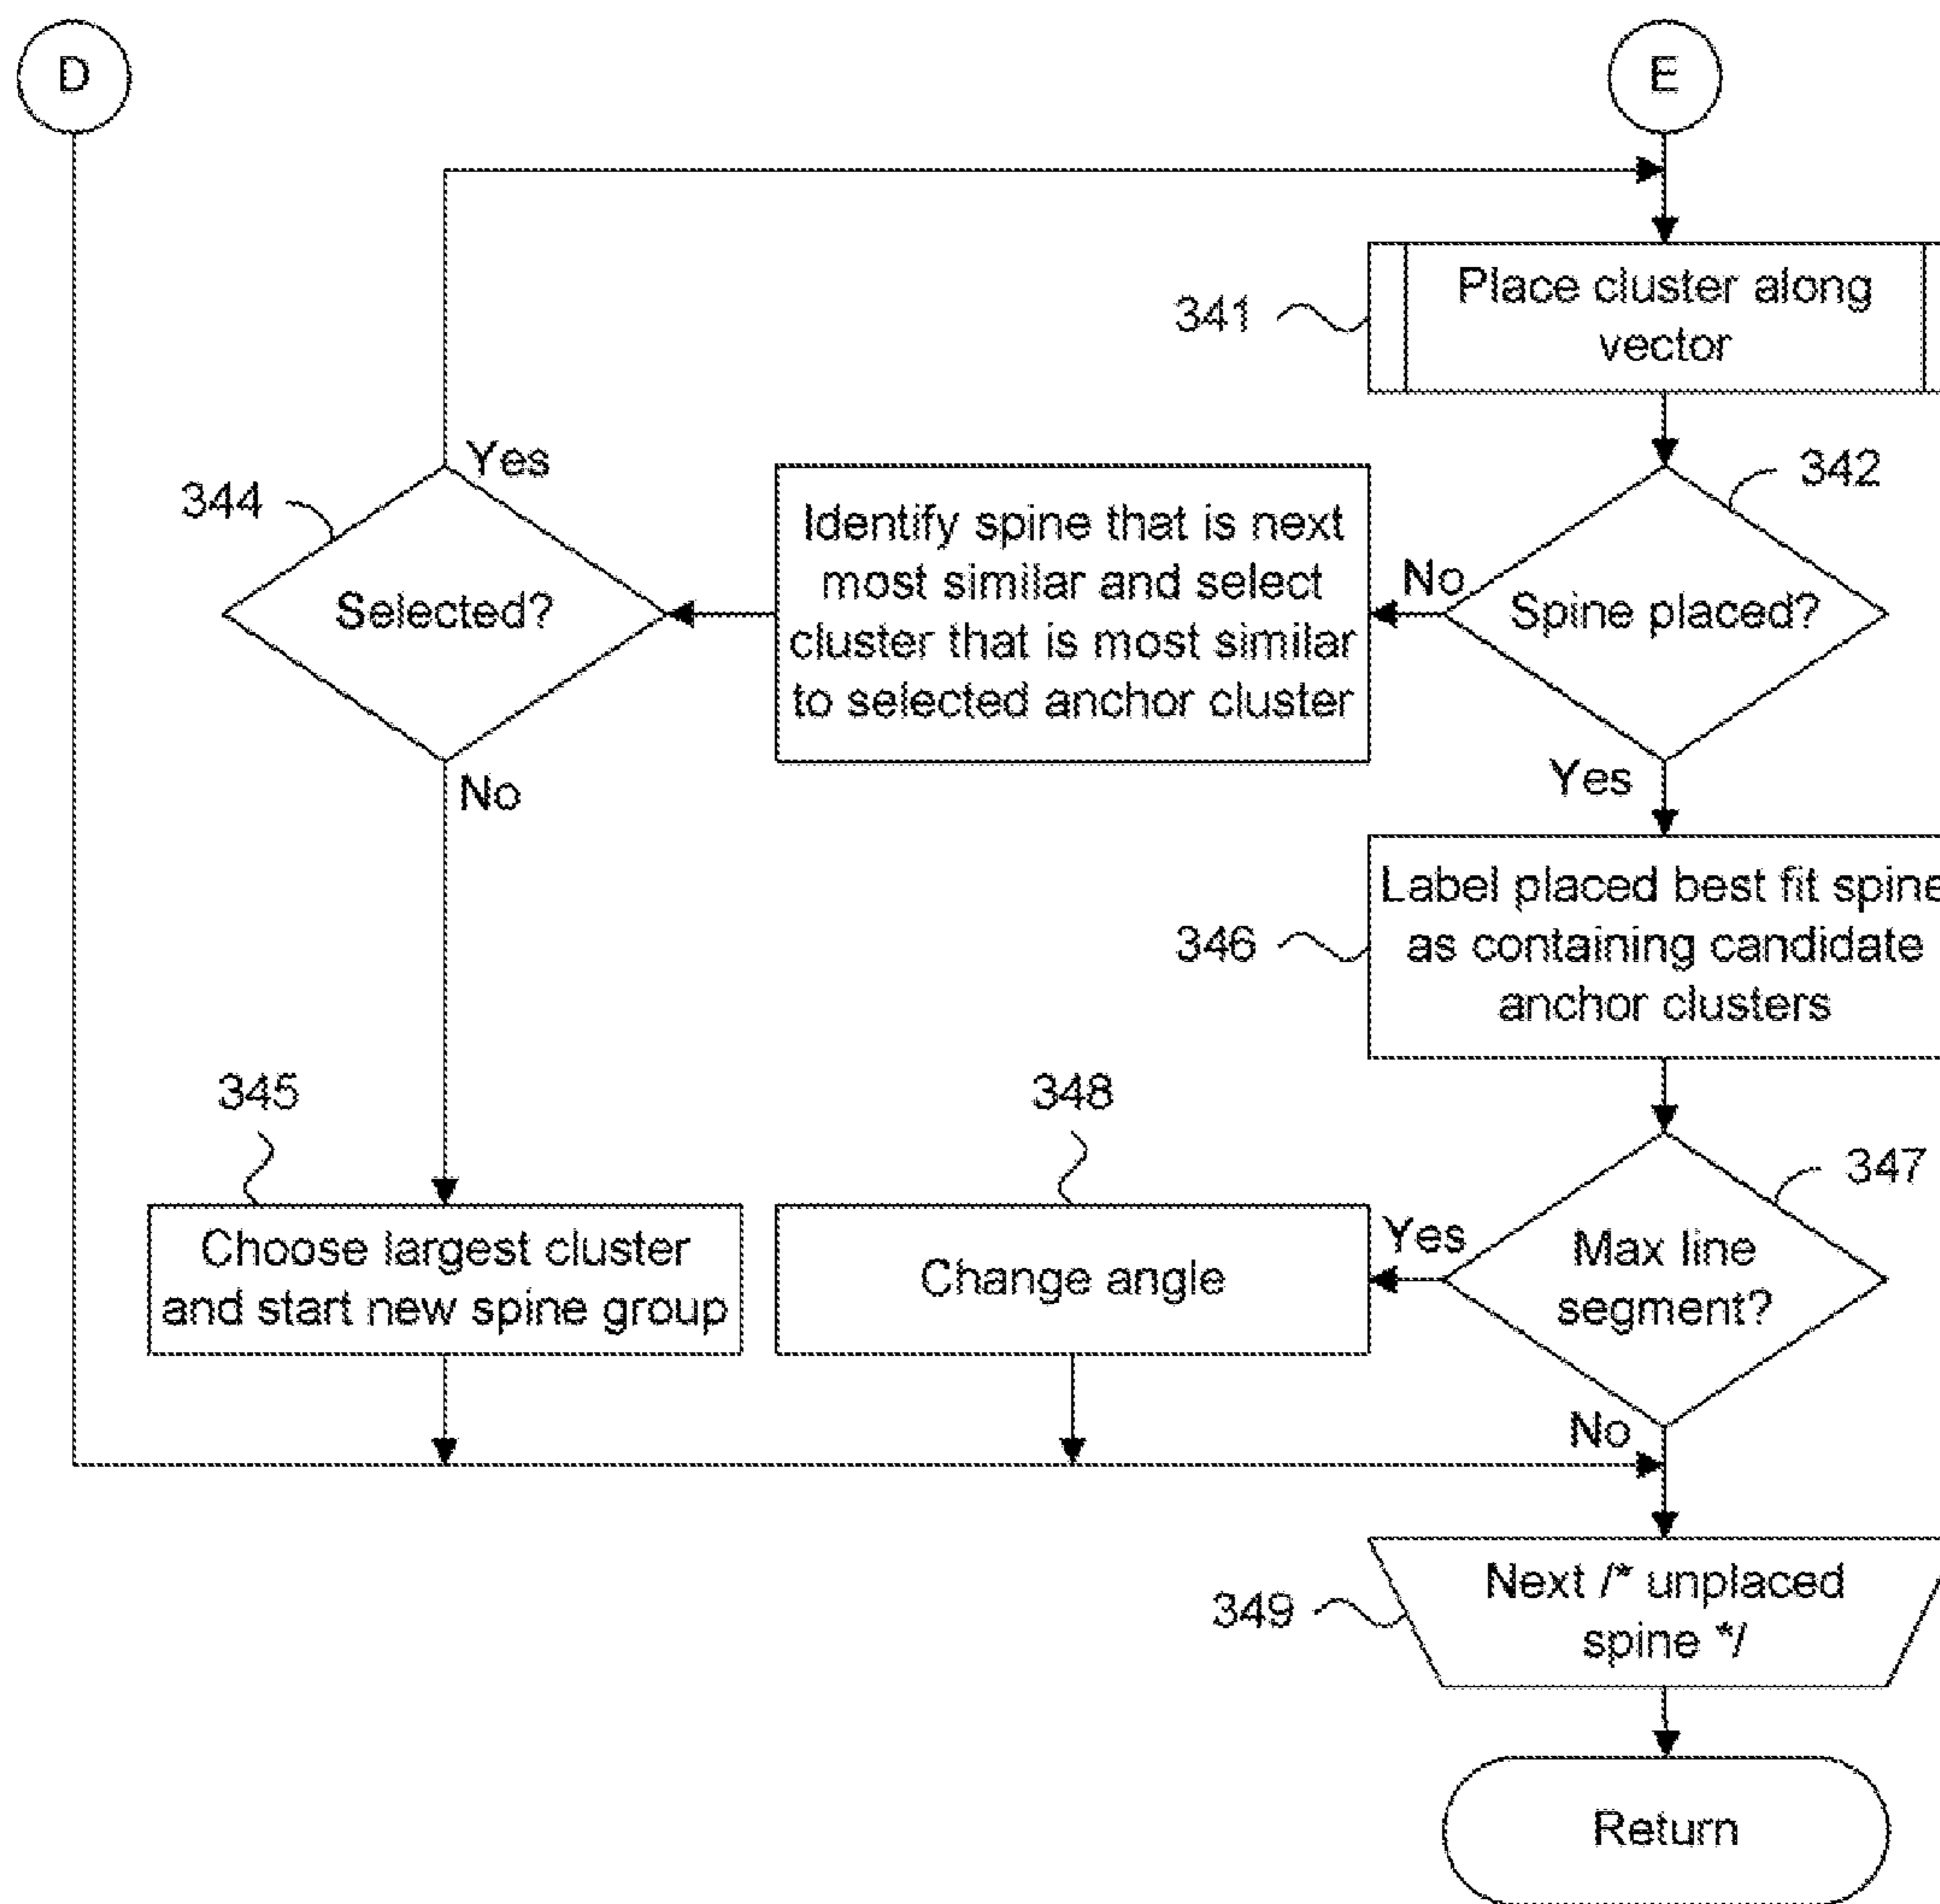 D
E
341
Place cluster along
vector
342
Spine placed?
No
Yes
Identify spine that is next
most similar and select
cluster that is most similar
to selected anchor cluster
344
Selected?
Yes
No
346
Label placed best fit spine
as containing candidate
anchor clusters
345
Choose largest cluster
and start new spine group
348
Change angle
347
Max line
segment?
Yes
No
349
Next /* unplaced
spine */
Return